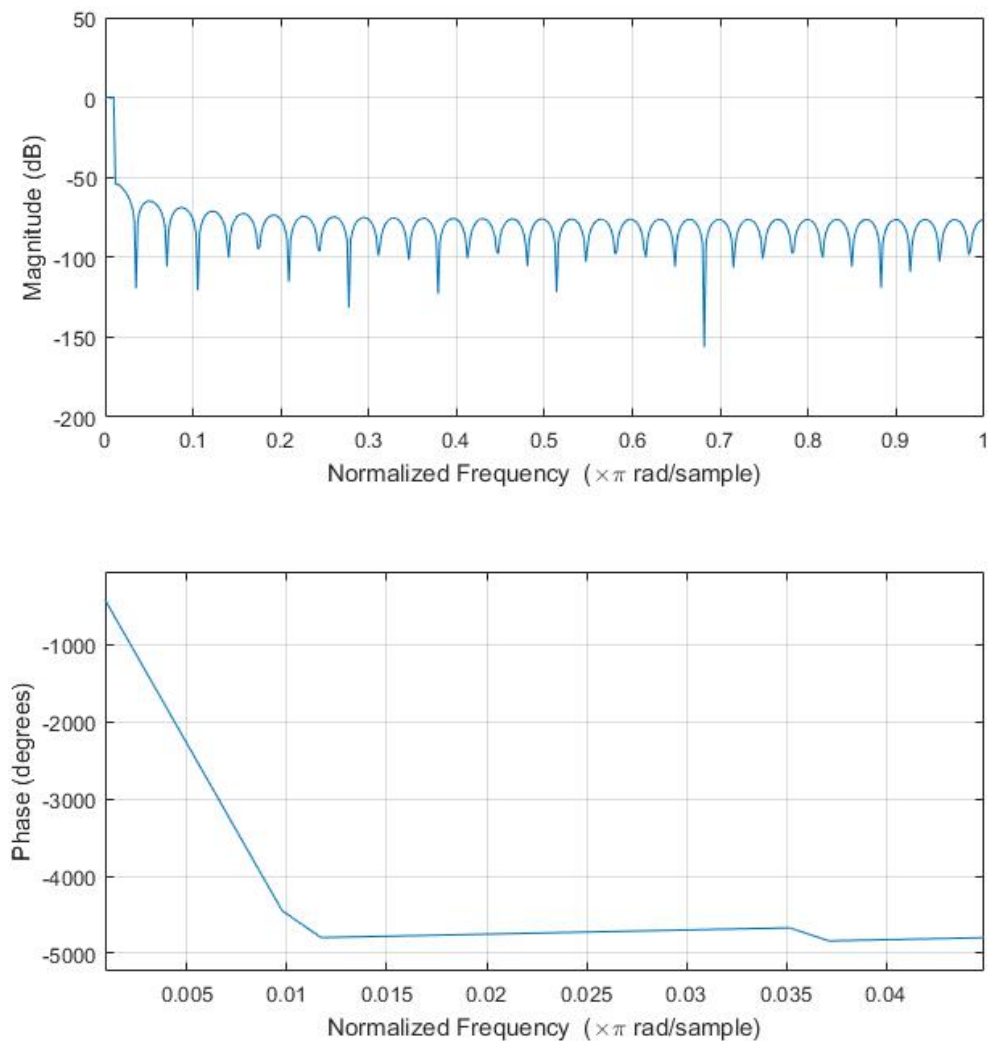 50
0
-50
-100
-150
-200
Magnitude (dB)
0 0.1 0.2 0.3 0.4 0.5 0.6 0.7 0.8 0.9 1
Normalized Frequency (×π rad/sample)
-1000
-2000
-3000
-4000
-5000
Phase (degrees)
0.005 0.01 0.015 0.02 0.025 0.03 0.035 0.04
Normalized Frequency (×π rad/sample)